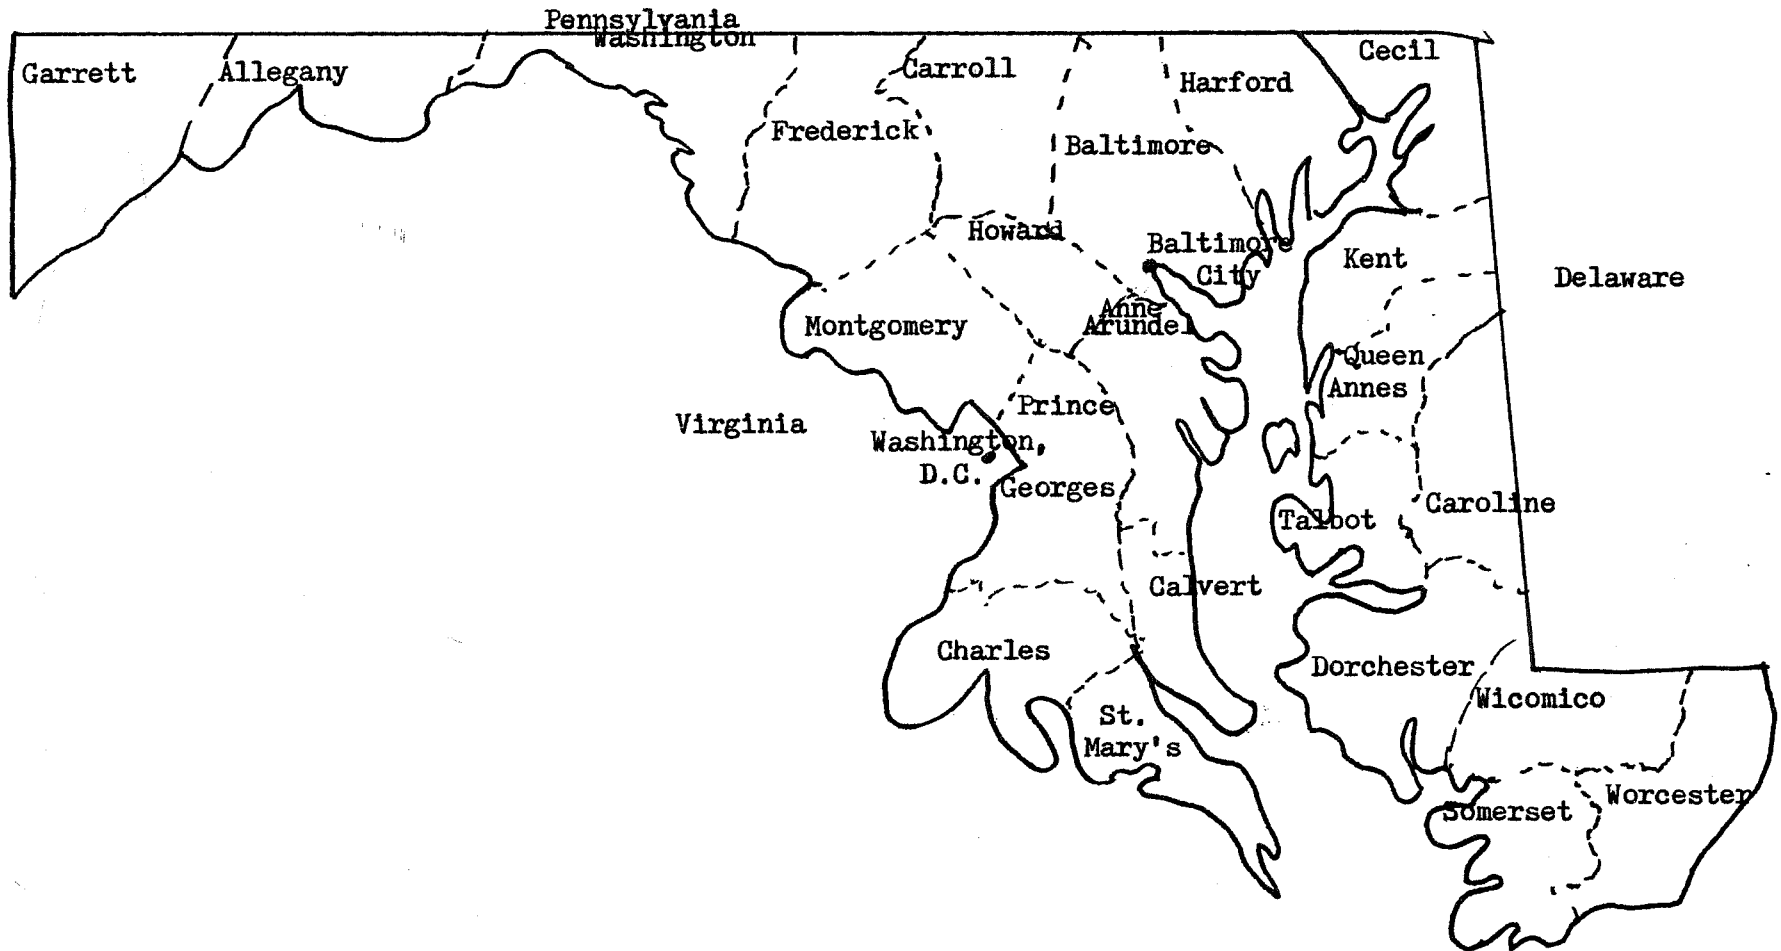 Pennsylvania
Washington
Garrett
Allegany
Carroll
Cecil
Harford
Frederick
Baltimore
Howard
Baltimore
City
Kent
Delaware
Anne
Arundel
Montgomery
Queen
Annes
Prince
Georges
Virginia
Washington,
D.C.
Talbot
Caroline
Calvert
Charles
Dorchester
Wicomico
St.
Mary's
Somerset
Worcester